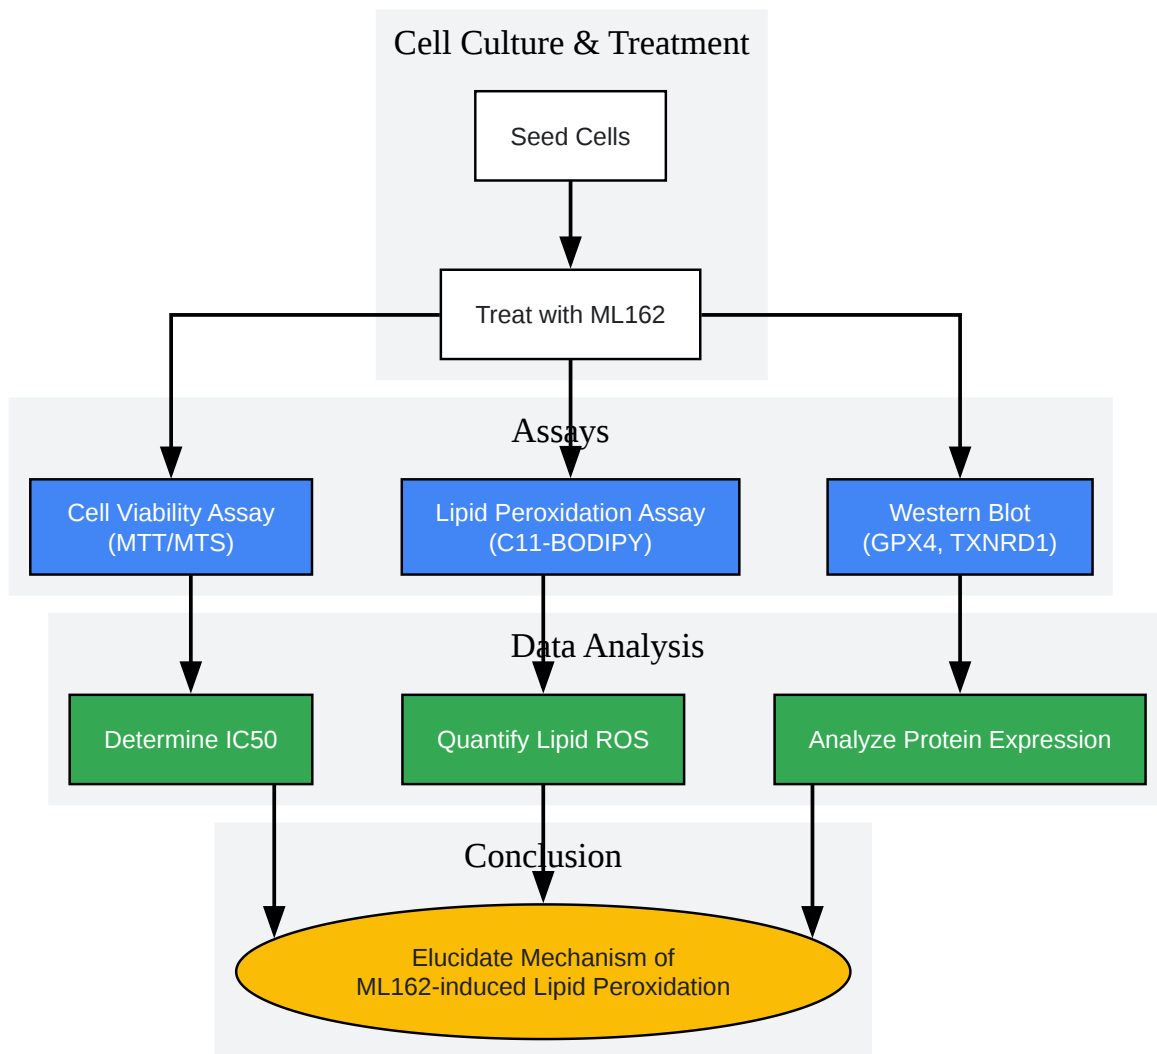 Cell Culture & Treatment
Seed Cells
Treat with ML162
Assays
Cell Viability Assay
(MTT/MTS)
Lipid Peroxidation Assay
(C11-BODIPY)
Western Blot
(GPX4, TXNRD1)
Data Analysis
Determine IC50
Quantify Lipid ROS
Analyze Protein Expression
Conclusion
Elucidate Mechanism of
ML162-induced Lipid Peroxidation